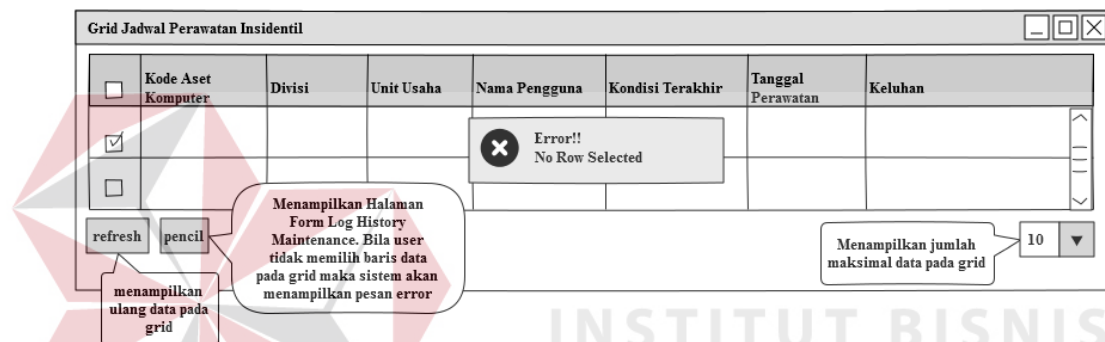 Grid Jadwal Perawatan Insidentil
Kode Aset
Komputer
Divisi
Unit Usaha
Nama Pengguna
Kondisi Terakhir
Tanggal
Perawatan
Keluhan
Error!!
No Row Selected
refresh
pencil
Menampilkan Halaman
Form Log History
Maintenance. Bila user
tidak memilih baris data
pada grid maka sistem akan
menampilkan pesan error
Menampilkan jumlah
maksimal data pada grid
10
menampilkan
ulang data pada
grid
INSTITUT BISNIS